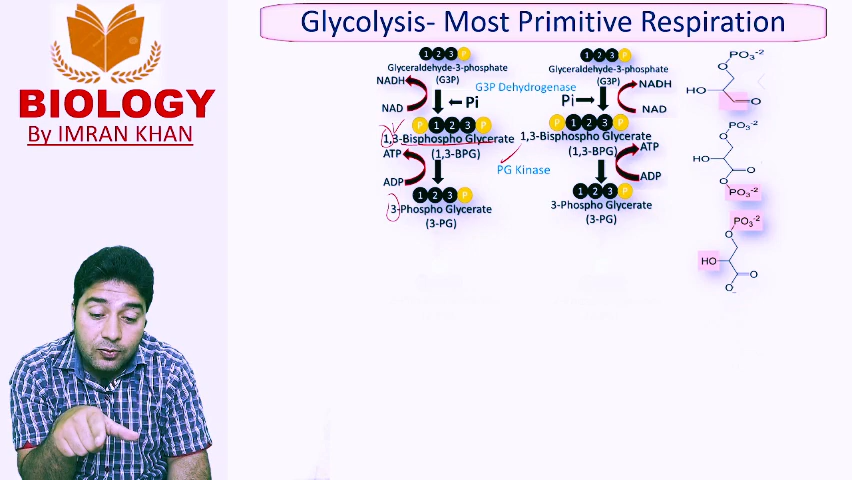 Glycolysis- Most Primitive Respiration
BIOLOGY
By IMRAN KHAN
1 2 3 P
Glyceraldehyde-3-phosphate
(G3P)
NADH
NAD
Pi
G3P Dehydrogenase
P 1 2 3 P
1,3-Bisphospho Glycerate
(1,3-BPG)
ATP
ADP
PG Kinase
1 2 3 P
3-Phospho Glycerate
(3-PG)
1 2 3 P
Glyceraldehyde-3-phosphate
(G3P)
Pi
NADH
NAD
P 1 2 3 P
1,3-Bisphospho Glycerate
(1,3-BPG)
ATP
ADP
1 2 3 P
3-Phospho Glycerate
(3-PG)
PO3-2
O
HO
O
PO3-2
O
HO
O
O
PO3-2
PO3-2
O
HO
O
O-